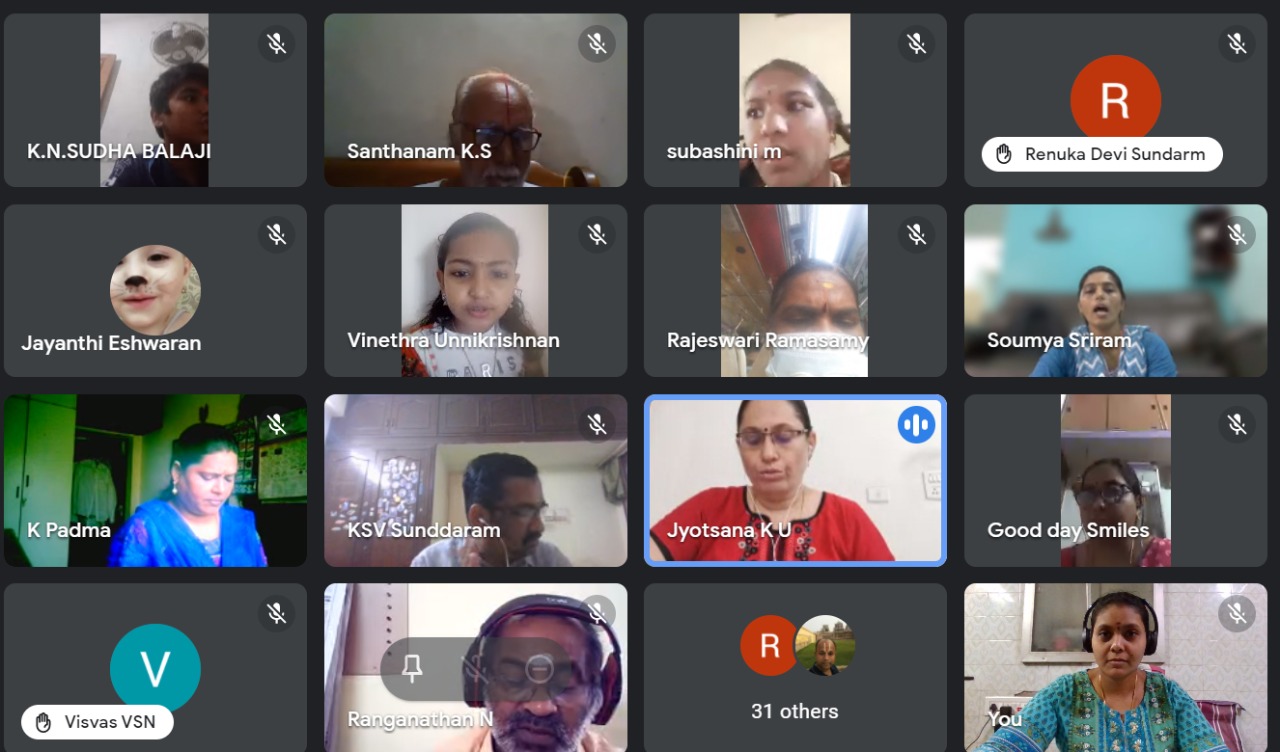 K.N.SUDHA BALAJI
Santhanam K.S
subashini m
R
Renuka Devi Sundarm
Jayanthi Eshwaran
Vinethra Unnikrishnan
ARIS
Rajeswari Ramasamy
Soumya Sriram
K Padma
KSV Sunddaram
Jyotsana K U
Good day Smiles
V
Visvas VSN
Ranganathan N
R
31 others
You